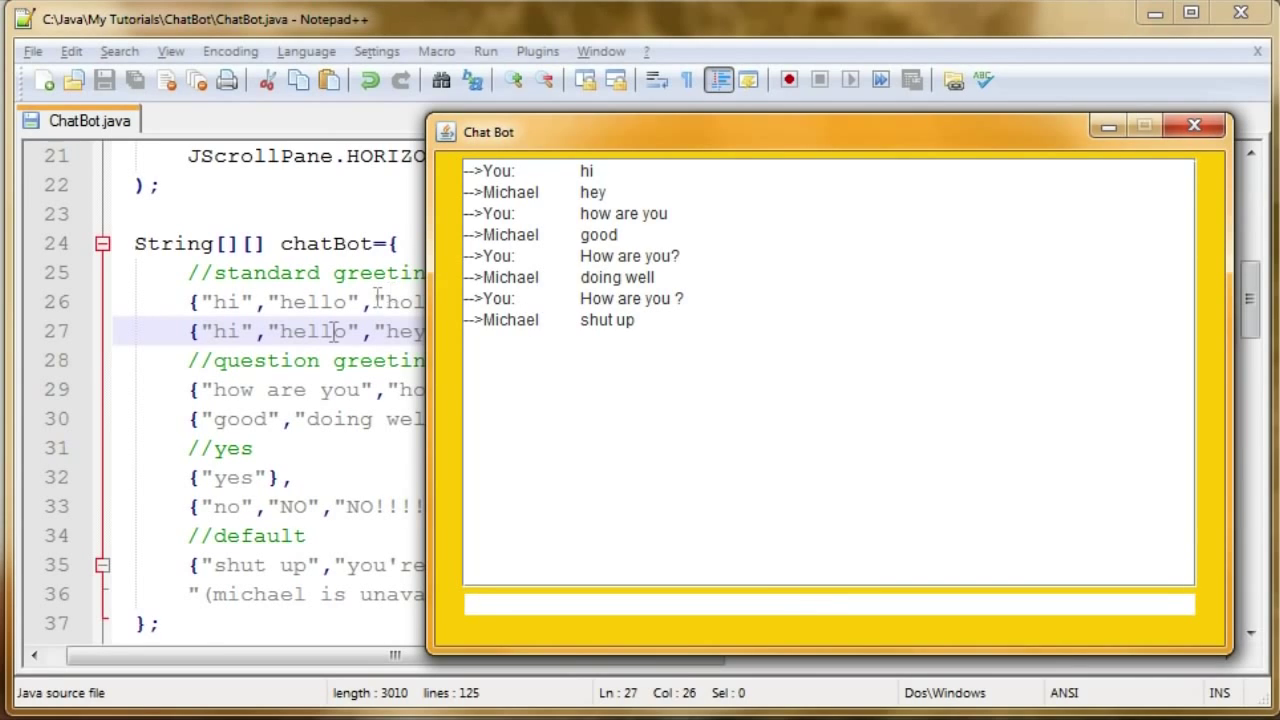 C:\Java\My Tutorials\ChatBot\ChatBot.java - Notepad++
File Edit Search View Encoding Language Settings Macro Run Plugins Window ? X
ABC
ChatBot.java
21 JScrollPane.HORIZO
22 );
23
24 String[][] chatBot={
25 //standard greetin
26 {"hi","hello","hol
27 {"hi","hello","hey
28 //question greetin
29 {"how are you","ho
30 {"good","doing wel
31 //yes
32 {"yes"},
33 {"no","NO","NO!!!!
34 //default
35 {"shut up","you're
36 "(michael is unava
37 };
Chat Bot
-->You: hi
-->Michael hey
-->You: how are you
-->Michael good
-->You: How are you?
-->Michael doing well
-->You: How are you ?
-->Michael shut up
Java source file length : 3010 lines : 125 Ln : 27 Col : 26 Sel : 0 Dos\Windows ANSI INS